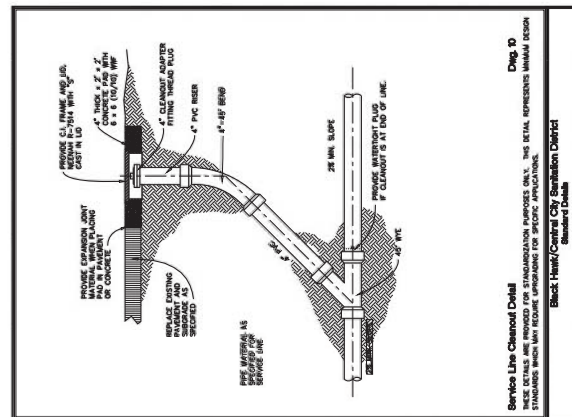 PROVIDE C.I. FRAME AND LID,
NEENAH R-7514 WITH "S"
CAST IN LID
4" THICK x 2' x 2'
CONCRETE PAD WITH
6 x 6 (10/10) WWF
4" CLEANOUT ADAPTER
FITTING THREAD PLUG
4" PVC RISER
4"-45° BEND
PROVIDE EXPANSION JOINT
MATERIAL WHEN PLACING
PAD IN PAVEMENT
OR CONCRETE
REPLACE EXISTING
PAVEMENT AND
SUBGRADE AS
SPECIFIED
PIPE MATERIAL AS
SPECIFIED FOR
SERVICE LINE
2% MIN. SLOPE
PROVIDE WATERTIGHT PLUG
IF CLEANOUT IS AT END OF LINE.
45° WYE
Service Line Cleanout Detail
Dwg. 10
THESE DETAILS ARE PROVIDED FOR STANDARDIZATION PURPOSES ONLY. THIS DETAIL REPRESENTS MINIMUM DESIGN
STANDARDS WHICH MAY REQUIRE UPGRADING FOR SPECIFIC APPLICATIONS.
Black Hawk/Central City Sanitation District
Standard Details